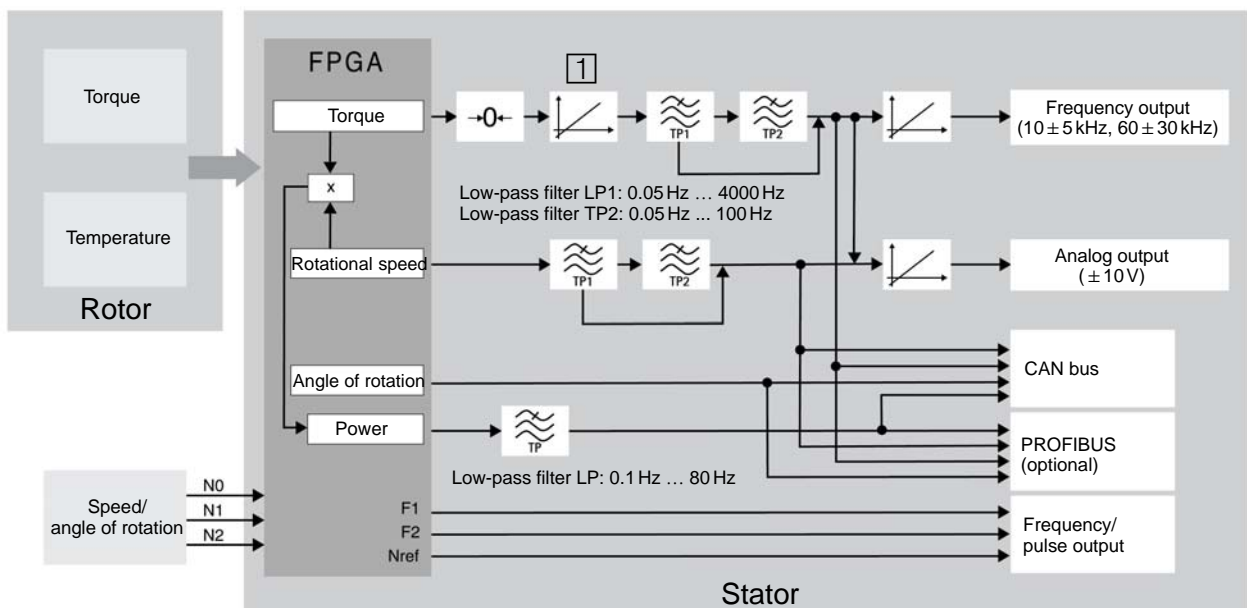 Torque
Temperature
Rotor
FPGA
Torque
x
Rotational speed
Angle of rotation
Power
→0←
1
TP1
TP2
Frequency output
(10 ± 5 kHz, 60 ± 30 kHz)
Low-pass filter LP1: 0.05 Hz … 4000 Hz
Low-pass filter TP2: 0.05 Hz ... 100 Hz
TP1
TP2
Analog output
(± 10 V)
CAN bus
TP
Low-pass filter LP: 0.1 Hz … 80 Hz
PROFIBUS
(optional)
Speed/
angle of rotation
N0
N1
N2
F1
F2
Nref
Frequency/
pulse output
Stator